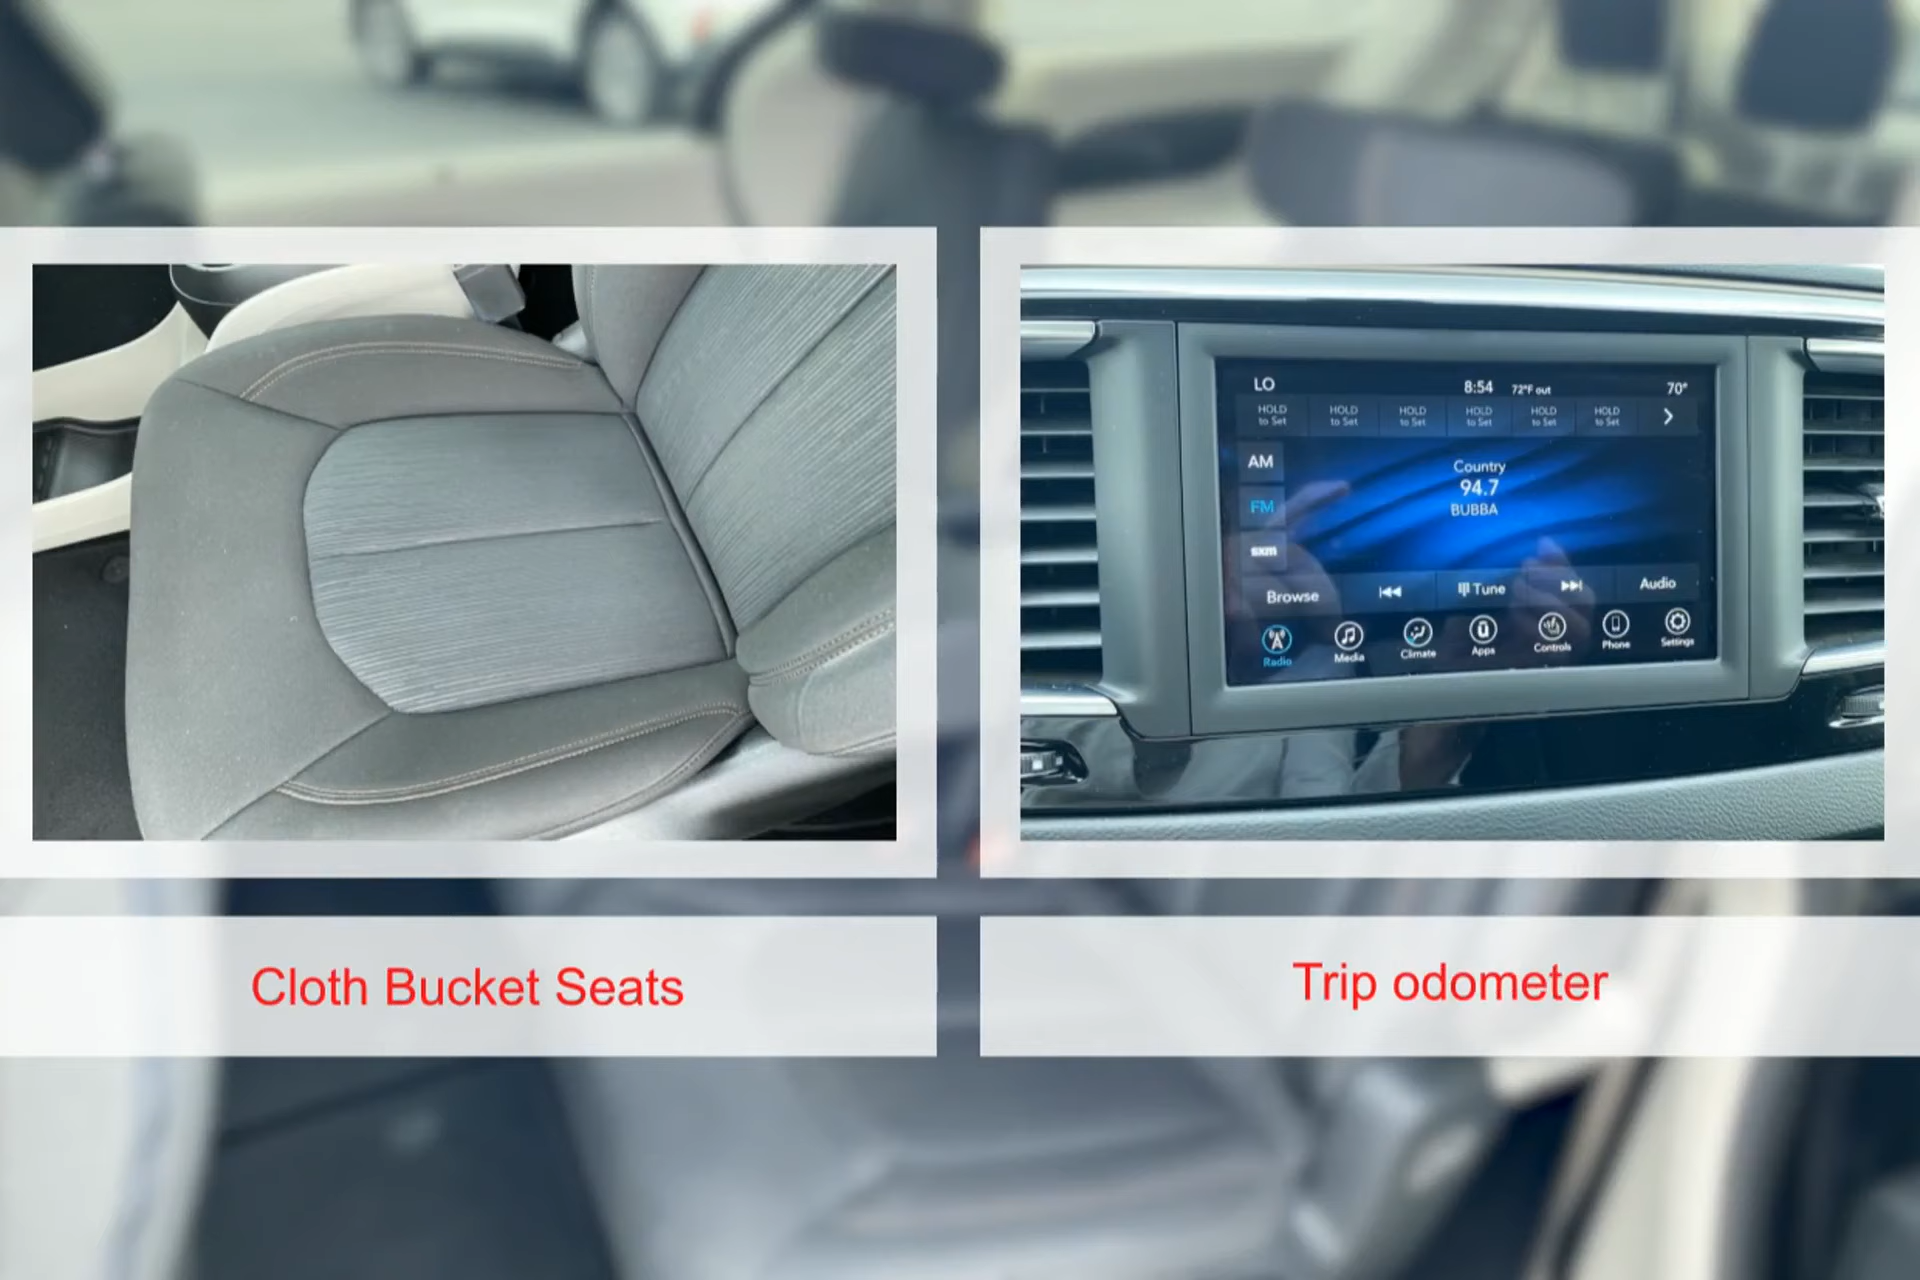 LO 8:54 72°F out 70°
HOLD HOLD HOLD HOLD HOLD HOLD
to Set to Set to Set to Set to Set to Set
AM
Country
94.7
FM
BUBBA
sxm
Browse Tune Audio
Radio Media Climate Apps Controls Phone Settings
Cloth Bucket Seats
Trip odometer